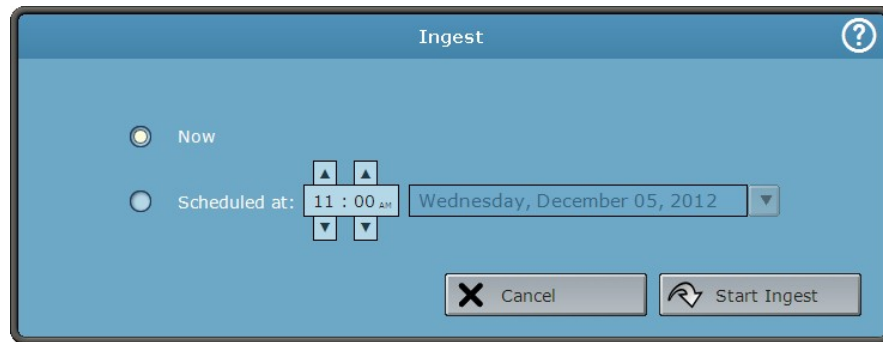 Ingest ?
Now
Scheduled at: 11 : 00 AM Wednesday, December 05, 2012
Cancel Start Ingest